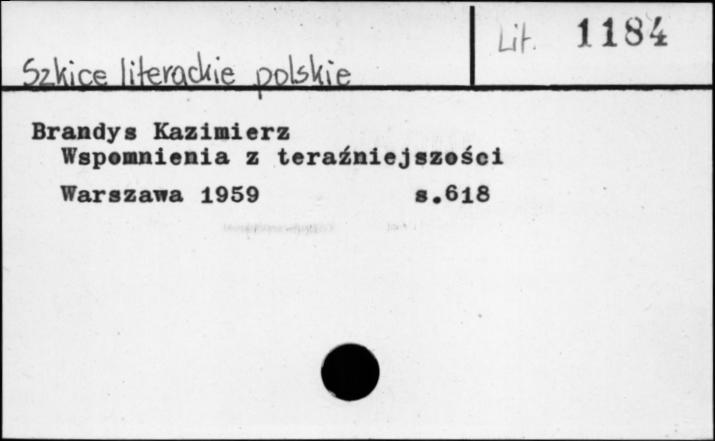 Szkice literackie polskie
Lit. 1184
Brandys Kazimierz
Wspomnienia z teraźniejszości
Warszawa 1959 s.618